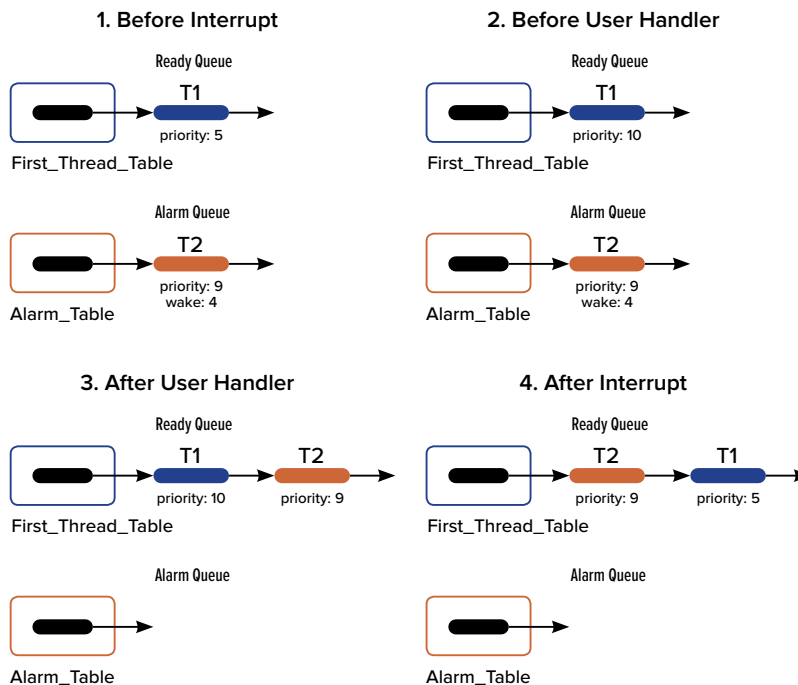 1. Before Interrupt
Ready Queue
T1
priority: 5
First_Thread_Table
Alarm Queue
T2
priority: 9
wake: 4
Alarm_Table
2. Before User Handler
Ready Queue
T1
priority: 10
First_Thread_Table
Alarm Queue
T2
priority: 9
wake: 4
Alarm_Table
3. After User Handler
Ready Queue
T1
T2
priority: 10
priority: 9
First_Thread_Table
Alarm Queue
Alarm_Table
4. After Interrupt
Ready Queue
T2
T1
priority: 9
priority: 5
First_Thread_Table
Alarm Queue
Alarm_Table